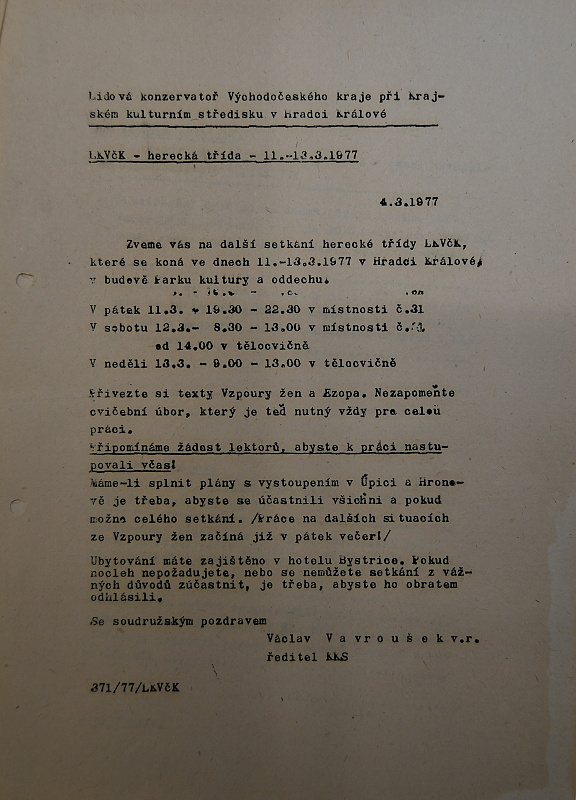 Lidová konzervatoř Východočeského kraje při Kraj-
ském kulturním středisku v Hradci Králové
LKVčK - herecká třída - 11.-13.3.1977
4.3.1977
Zveme vás na další setkání herecké třídy LKVčK,
které se koná ve dnech 11.-13.3.1977 v Hradci Králové,
v budově Parku kultury a oddechu.
V pátek 11.3. - 19.30 - 22.30 v místnosti č.31
V sobotu 12.3.- 8.30 - 13.00 v místnosti č.
od 14.00 v tělocvičně
V neděli 13.3. - 9.00 - 13.00 v tělocvičně
Přivezte si texty Vzpoury žen a Ezopa. Nezapomeňte
cvičební úbor, který je teď nutný vždy pro celou
práci.
Připomínáme žádost lektorů, abyste k práci nastu-
povali včas!
Máme-li splnit plány s vystoupením v Úpici a Hrono-
vě je třeba, abyste se účastnili všichni a pokud
možno celého setkání. /Práce na dalších situacích
ze Vzpoury žen začíná již v pátek večer!/
Ubytování máte zajištěno v hotelu Bystrice. Pokud
nocleh nepožadujete, nebo se nemůžete setkání z váž-
ných důvodů zúčastnit, je třeba, abyste ho obratem
odhlásili.
Se soudružským pozdravem
Václav V a v r o u š e k v.r.
ředitel KKS
371/77/LKVčK